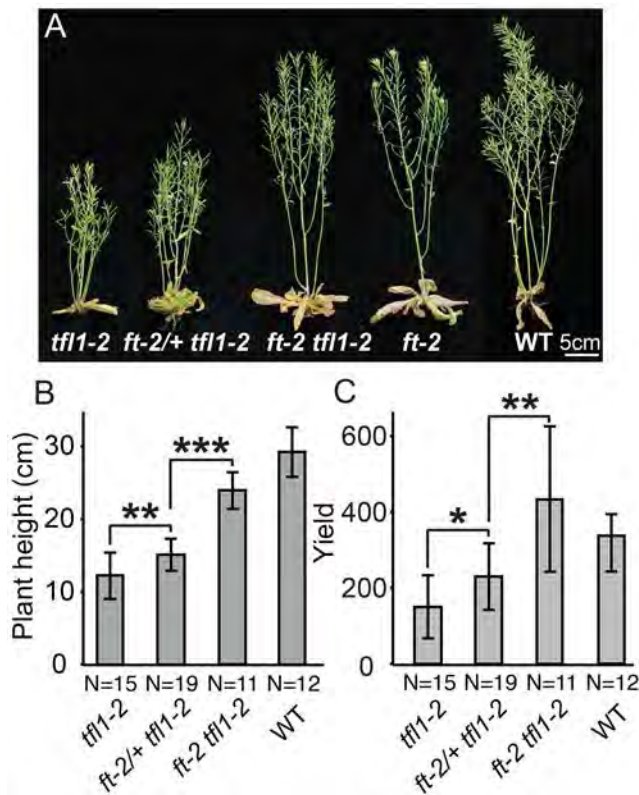 A
tfl1-2 ft-2/+ tfl1-2 ft-2 tfl1-2 ft-2 WT 5cm
B
Plant height (cm)
30
20
10
0
** ***
N=15 N=19 N=11 N=12
tfl1-2
ft-2/+ tfl1-2
ft-2 tfl1-2
WT
C
Yield
600
400
200
0
* **
N=15 N=19 N=11 N=12
tfl1-2
ft-2/+ tfl1-2
ft-2 tfl1-2
WT